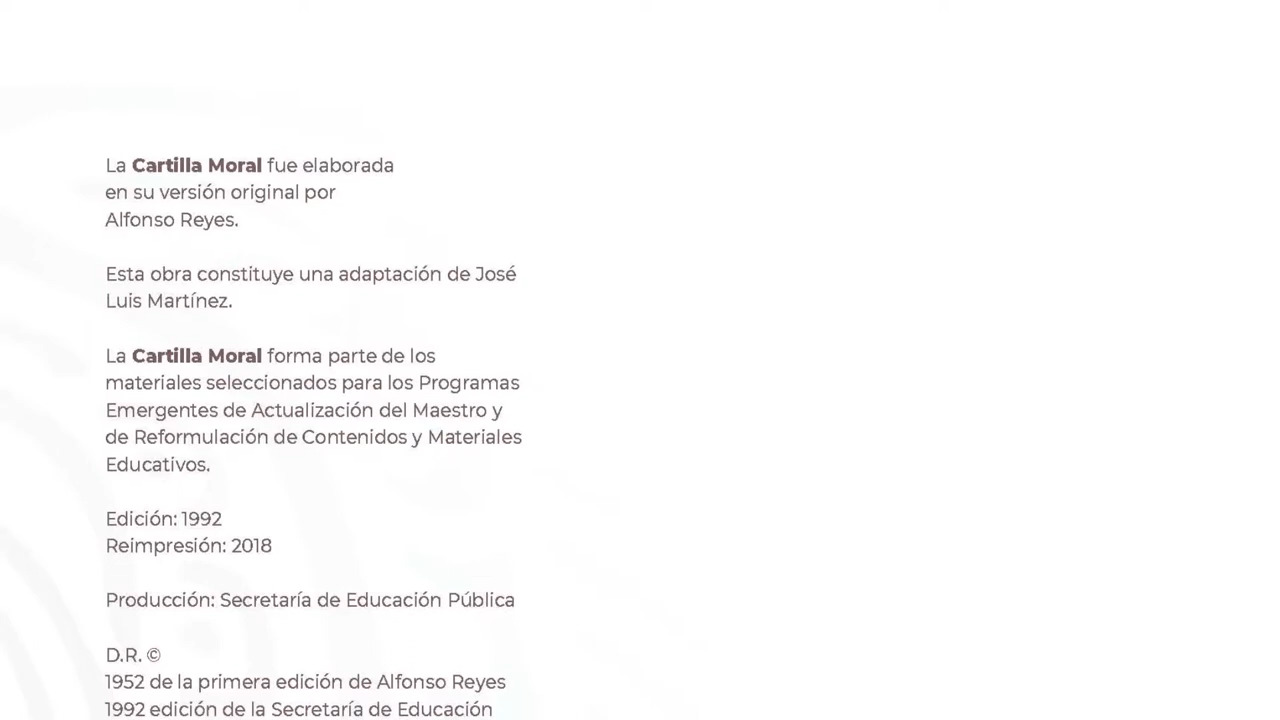 La Cartilla Moral fue elaborada
en su versión original por
Alfonso Reyes.
Esta obra constituye una adaptación de José
Luis Martínez.
La Cartilla Moral forma parte de los
materiales seleccionados para los Programas
Emergentes de Actualización del Maestro y
de Reformulación de Contenidos y Materiales
Educativos.
Edición: 1992
Reimpresión: 2018
Producción: Secretaría de Educación Pública
D.R. ©
1952 de la primera edición de Alfonso Reyes
1992 edición de la Secretaría de Educación